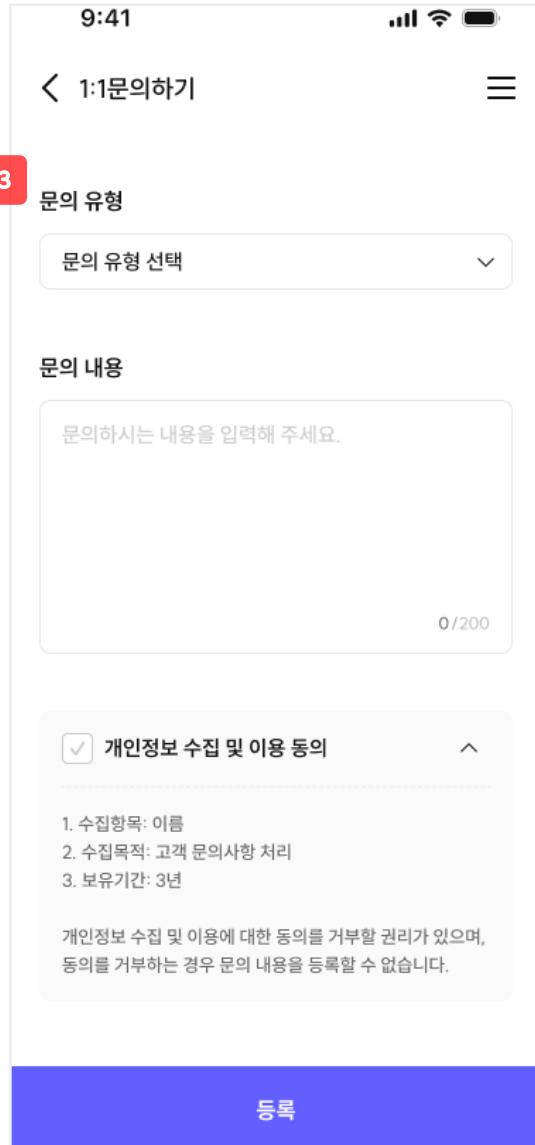 9:41
1:1문의하기
3
문의 유형
문의 유형 선택
문의 내용
문의하시는 내용을 입력해 주세요.
0/200
개인정보 수집 및 이용 동의
1. 수집항목: 이름
2. 수집목적: 고객 문의사항 처리
3. 보유기간: 3년
개인정보 수집 및 이용에 대한 동의를 거부할 권리가 있으며,
동의를 거부하는 경우 문의 내용을 등록할 수 없습니다.
등록